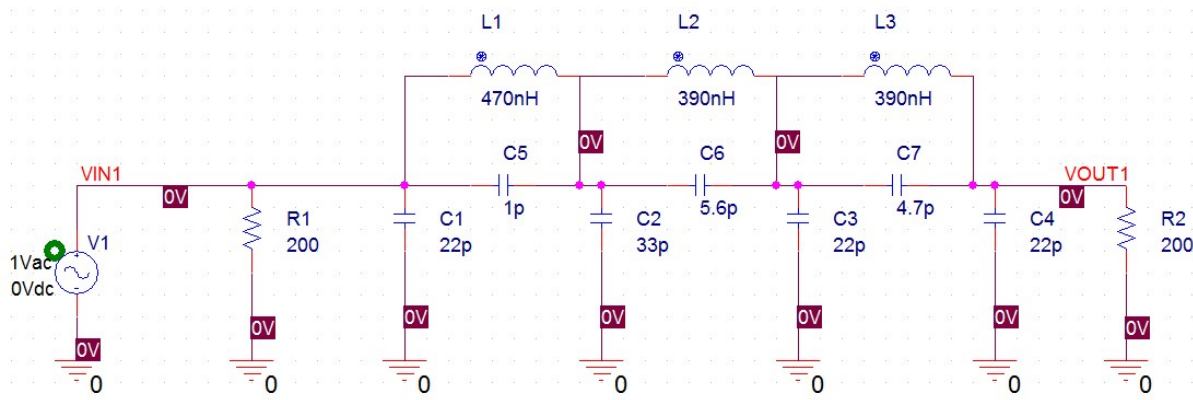 L1
L2
L3
470nH
390nH
390nH
0V
0V
C5
C6
C7
VIN1
VOUT1
0V
0V
1p
5.6p
4.7p
R1
200
C1
22p
C2
33p
C3
22p
C4
22p
R2
200
V1
1Vac
0Vdc
0V
0V
0V
0V
0V
0V
0V
0
0
0
0
0
0
0